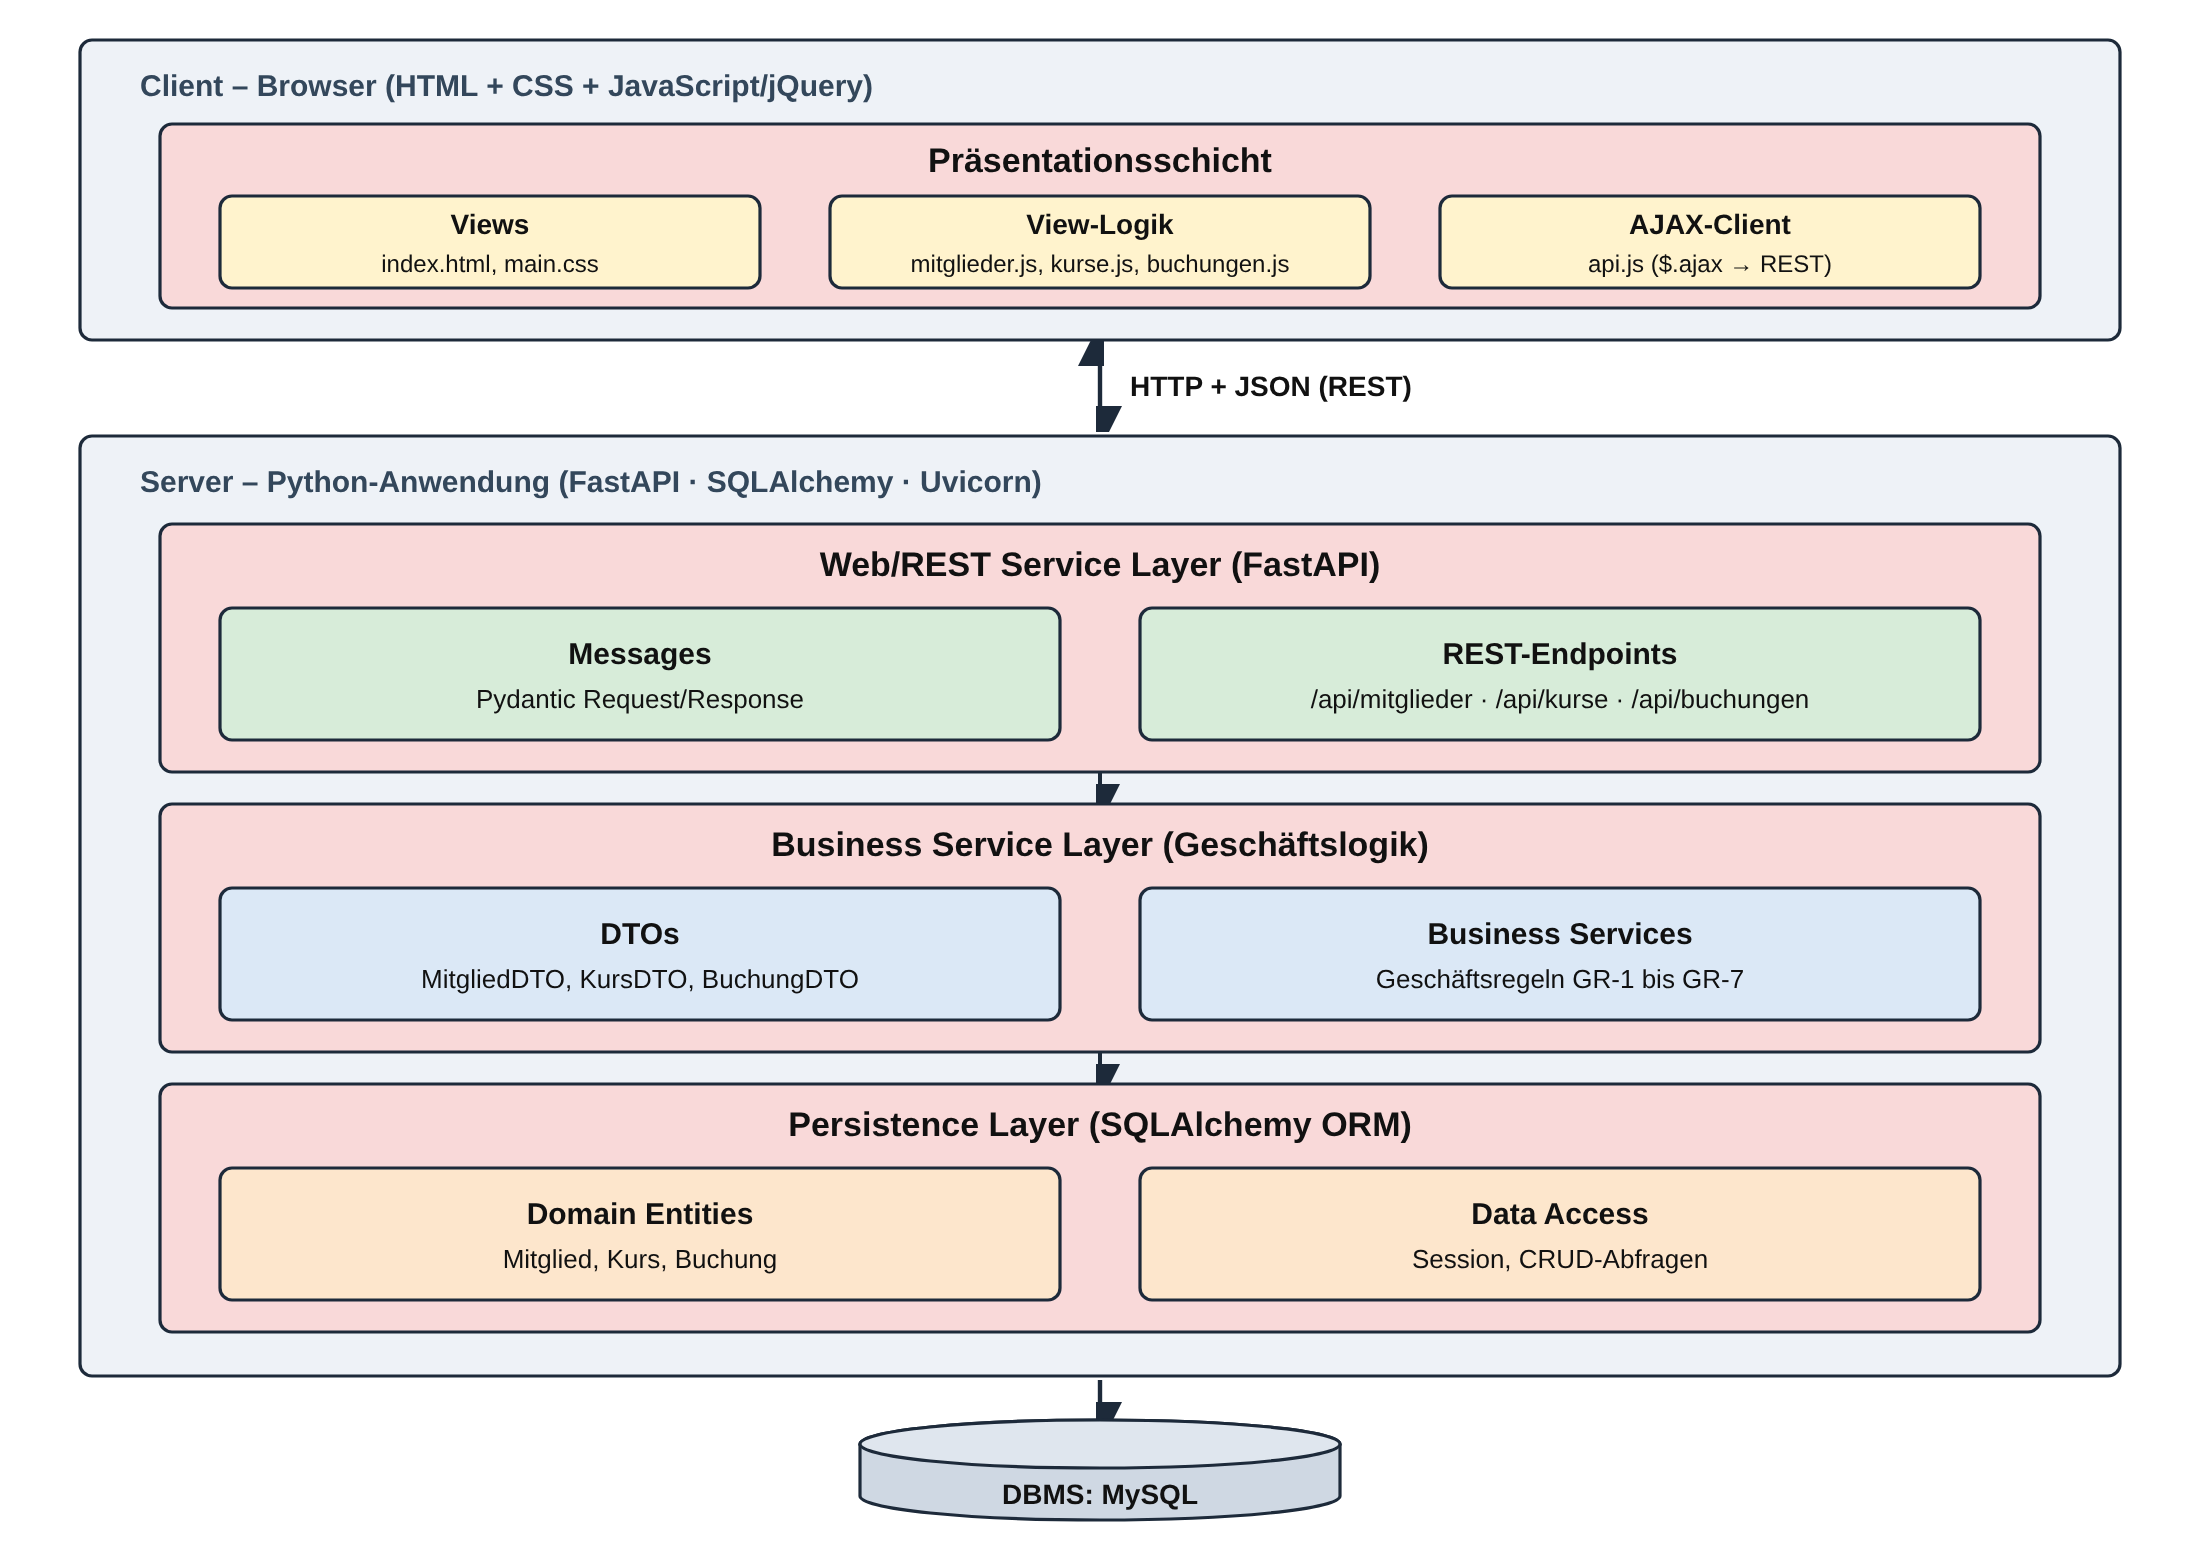 Client – Browser (HTML + CSS + JavaScript/jQuery)
Präsentationsschicht
Views
index.html, main.css
View-Logik
mitglieder.js, kurse.js, buchungen.js
AJAX-Client
api.js ($.ajax → REST)
HTTP + JSON (REST)
Server – Python-Anwendung (FastAPI · SQLAlchemy · Uvicorn)
Web/REST Service Layer (FastAPI)
Messages
Pydantic Request/Response
REST-Endpoints
/api/mitglieder · /api/kurse · /api/buchungen
Business Service Layer (Geschäftslogik)
DTOs
MitgliedDTO, KursDTO, BuchungDTO
Business Services
Geschäftsregeln GR-1 bis GR-7
Persistence Layer (SQLAlchemy ORM)
Domain Entities
Mitglied, Kurs, Buchung
Data Access
Session, CRUD-Abfragen
DBMS: MySQL